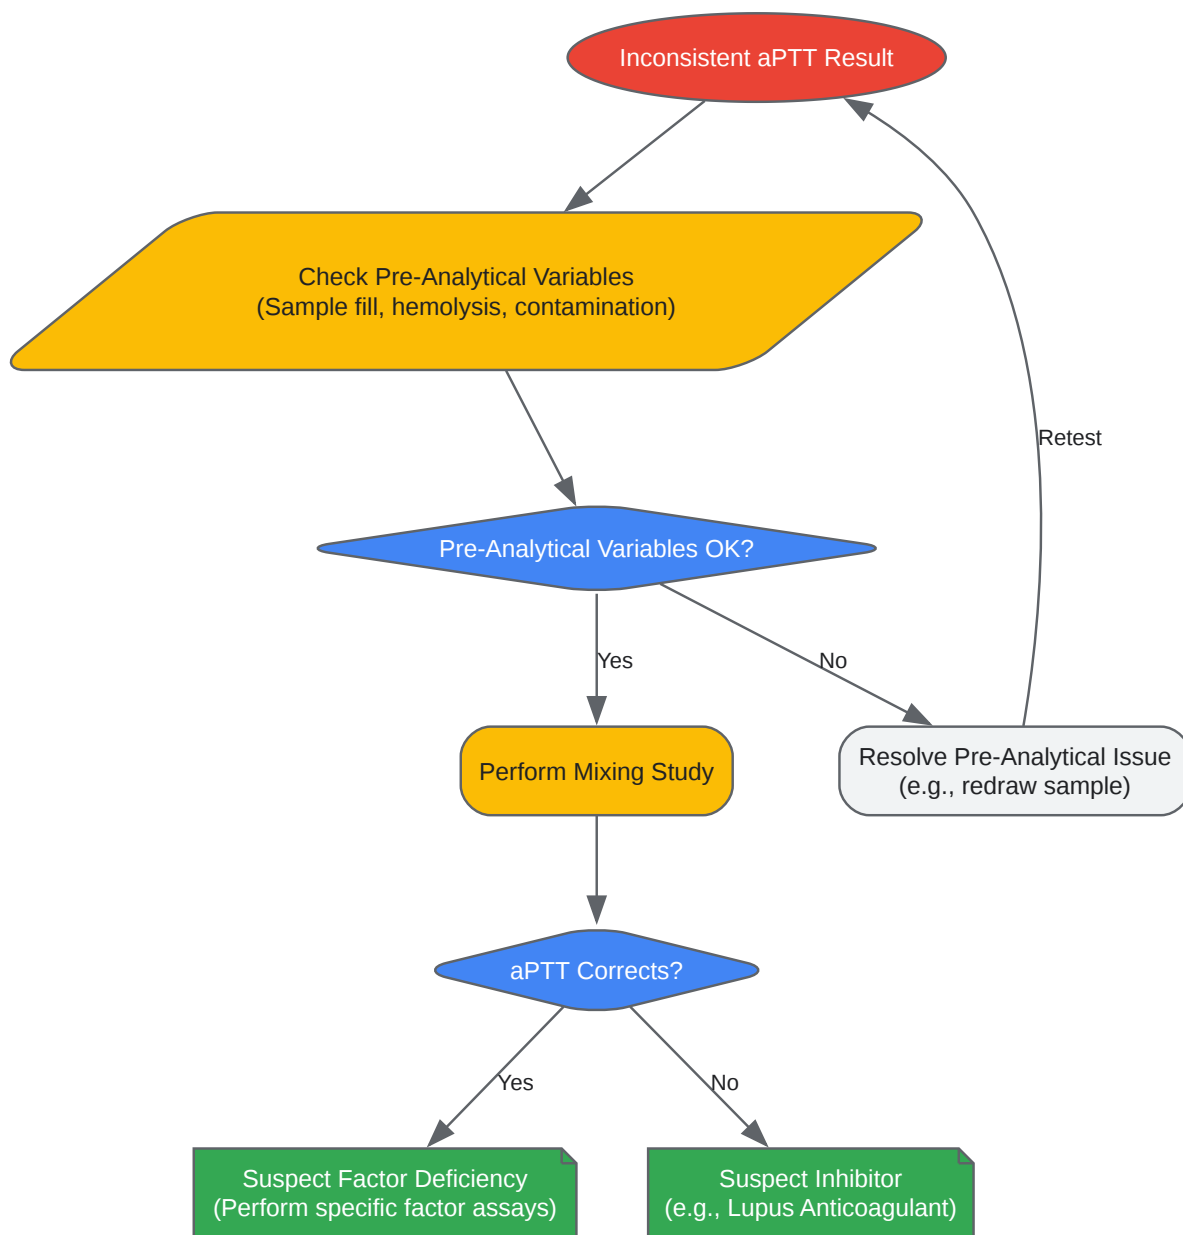 Inconsistent aPTT Result
Check Pre-Analytical Variables
(Sample fill, hemolysis, contamination)
Retest
Pre-Analytical Variables OK?
Yes
No
Perform Mixing Study
Resolve Pre-Analytical Issue
(e.g., redraw sample)
aPTT Corrects?
Yes
No
Suspect Factor Deficiency
(Perform specific factor assays)
Suspect Inhibitor
(e.g., Lupus Anticoagulant)